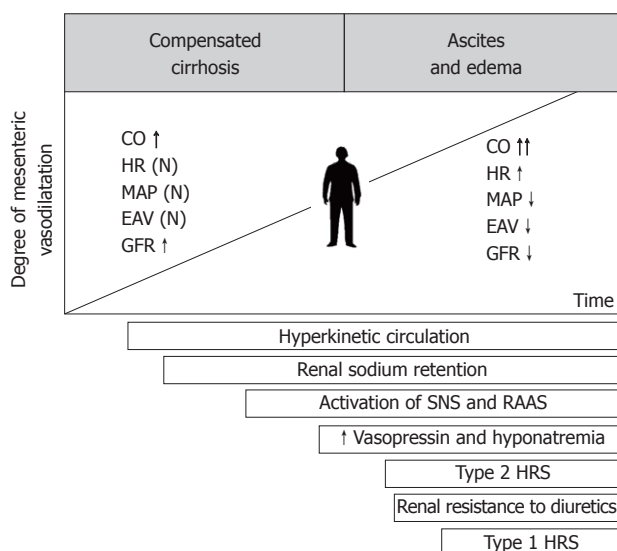 Compensated
cirrhosis
Ascites
and edema
Degree of mesenteric
vasodilatation
CO ↑
HR (N)
MAP (N)
EAV (N)
GFR ↑
CO ↑↑
HR ↑
MAP ↓
EAV ↓
GFR ↓
Time
Hyperkinetic circulation
Renal sodium retention
Activation of SNS and RAAS
↑ Vasopressin and hyponatremia
Type 2 HRS
Renal resistance to diuretics
Type 1 HRS